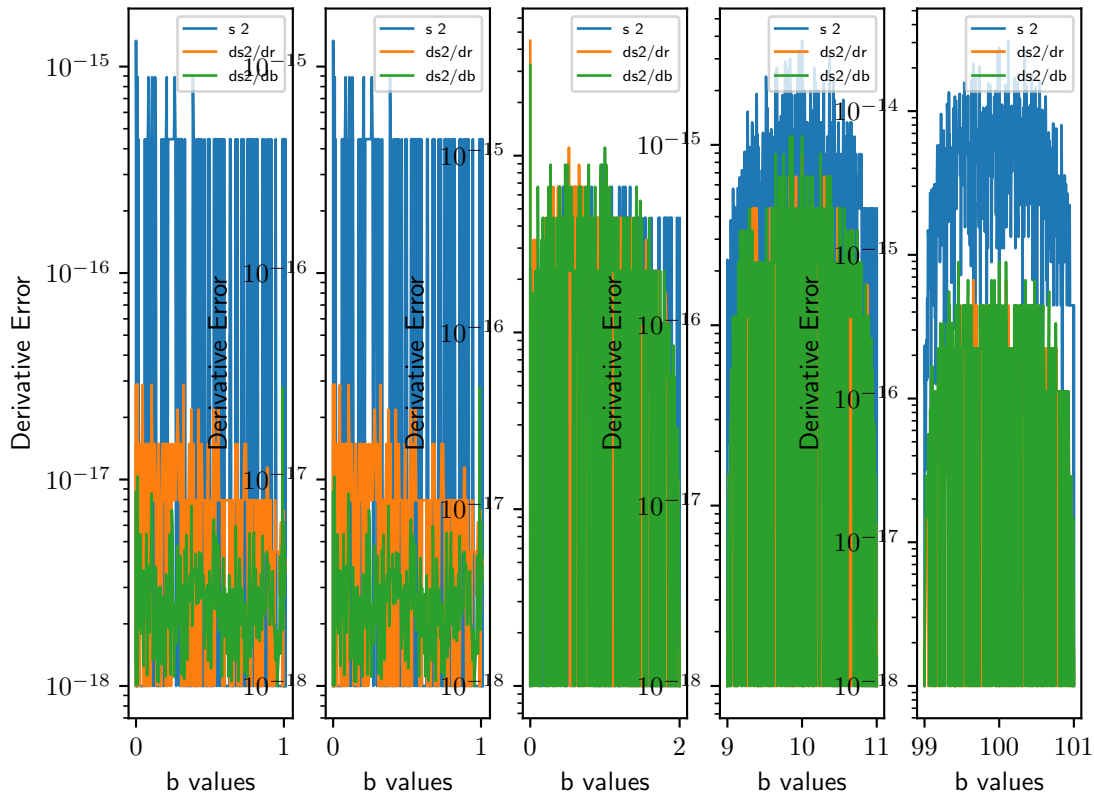 s 2
ds2/dr
ds2/db
s 2
ds2/dr
ds2/db
s 2
ds2/dr
ds2/db
s 2
ds2/dr
ds2/db
s 2
ds2/dr
ds2/db
Derivative Error
10⁻¹⁵
10⁻¹⁶
10⁻¹⁷
10⁻¹⁸
0 1
b values
Derivative Error
10⁻¹⁵
10⁻¹⁶
10⁻¹⁷
10⁻¹⁸
0 1
b values
Derivative Error
10⁻¹⁵
10⁻¹⁶
10⁻¹⁷
10⁻¹⁸
0 2
b values
Derivative Error
10⁻¹⁵
10⁻¹⁶
10⁻¹⁷
10⁻¹⁸
9 10 11
b values
10⁻¹⁴
10⁻¹⁵
10⁻¹⁶
10⁻¹⁷
10⁻¹⁸
99 100 101
b values